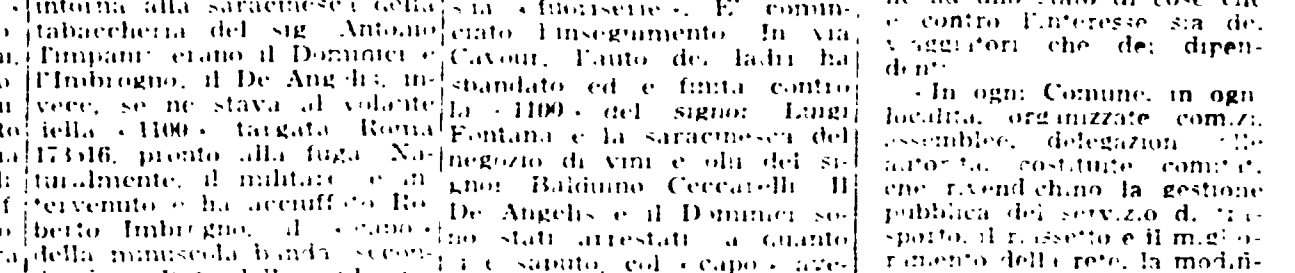 intorna alla saracinesca della
tabaccheria del sig. Antonio
Timpani: erano il Dominici e
l'Imbrogno, il De Angelis, in-
vece, se ne stava al volante
della «1100» targata Roma
173516, pronto alla fuga. Na-
turalmente, il militare è in-
tervenuto e ha acciuffato Ro-
berto Imbrogno, il «capo»
della minuscola banda secon-
«fuoriserie». E' comin-
ciato l'inseguimento. In via
Cavour, l'auto dei ladri ha
sbandato ed è finita contro
la «1100» del signor Luigi
Fontana e la saracinesca del
negozio di vini e olii del si-
gnor Balduino Ceccarelli. Il
De Angelis e il Dominici so-
no stati arrestati: a quanto
si è saputo, col «capo» ave-
e contro l'interesse sia dei
viaggiatori che dei dipen-
denti.
«In ogni Comune, in ogni
località, organizzate comizi,
assemblee, delegazioni alle
autorità, costituite comitati,
che rivendichino la gestione
pubblica del servizio di tra-
sporto, il riassetto e il miglio-
ramento della rete, la modifi-